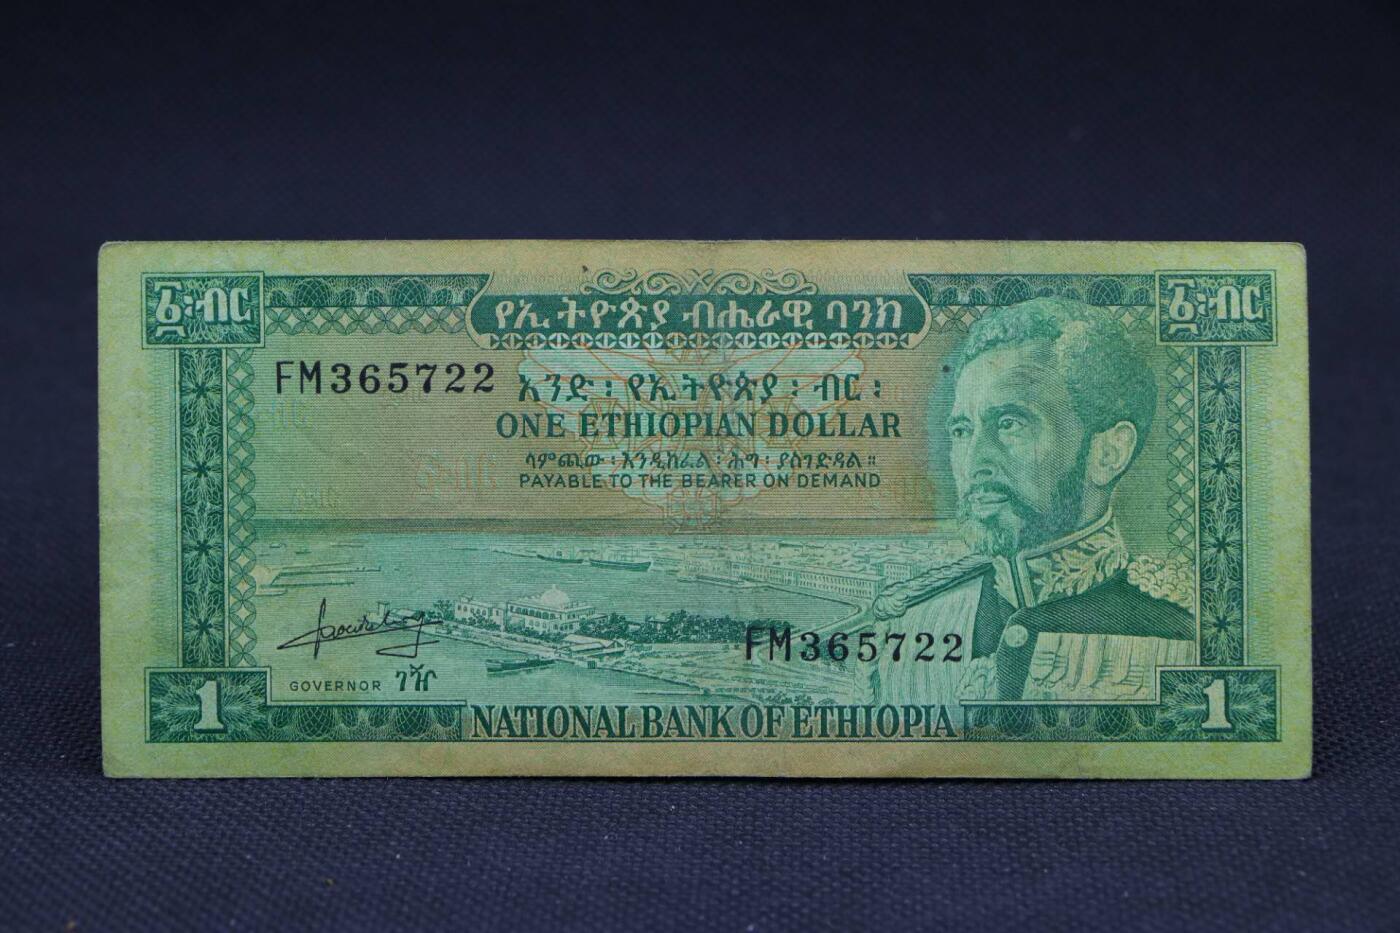 ፩፡ብር
የኢትዮጵያ ብሔራዊ ባንክ
፩፡ብር
FM365722
አንድ ፡ የኢትዮጵያ ፡ ብር ፡
ONE ETHIOPIAN DOLLAR
ሳምጪው ፡ እንዲከፈል ፡ ሕግ ፡ ያስገድዳል ።
PAYABLE TO THE BEARER ON DEMAND
FM365722
GOVERNOR ገዥ
1
NATIONAL BANK OF ETHIOPIA
1